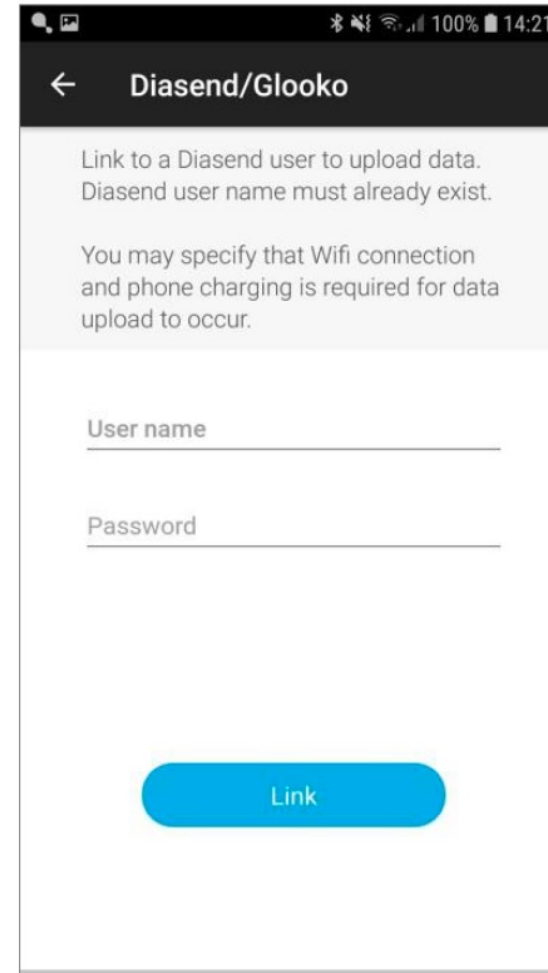 100% 14:21
Diasend/Glooko
Link to a Diasend user to upload data.
Diasend user name must already exist.
You may specify that Wifi connection
and phone charging is required for data
upload to occur.
User name
Password
Link